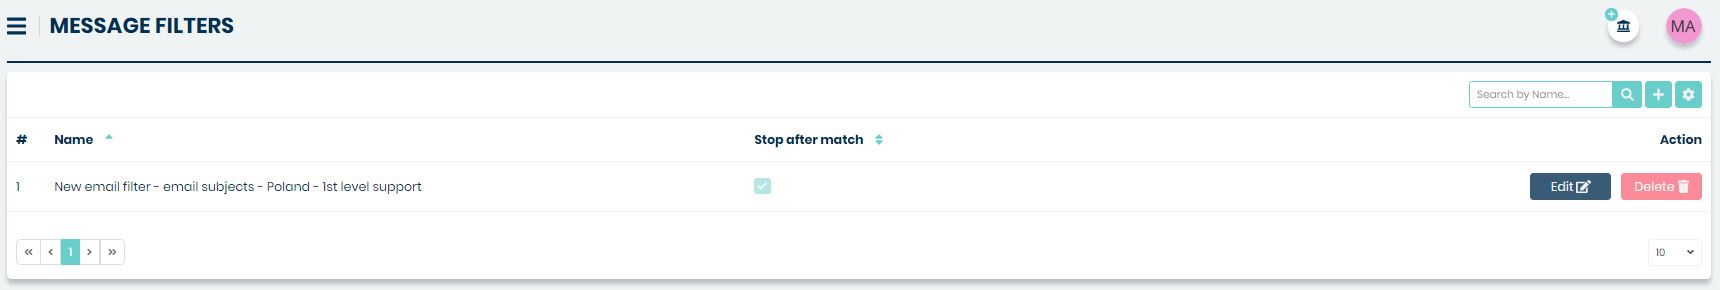 MESSAGE FILTERS
MA
Search by Name...
# Name Stop after match Action
1 New email filter - email subjects - Poland - 1st level support Edit Delete
« < 1 > » 10